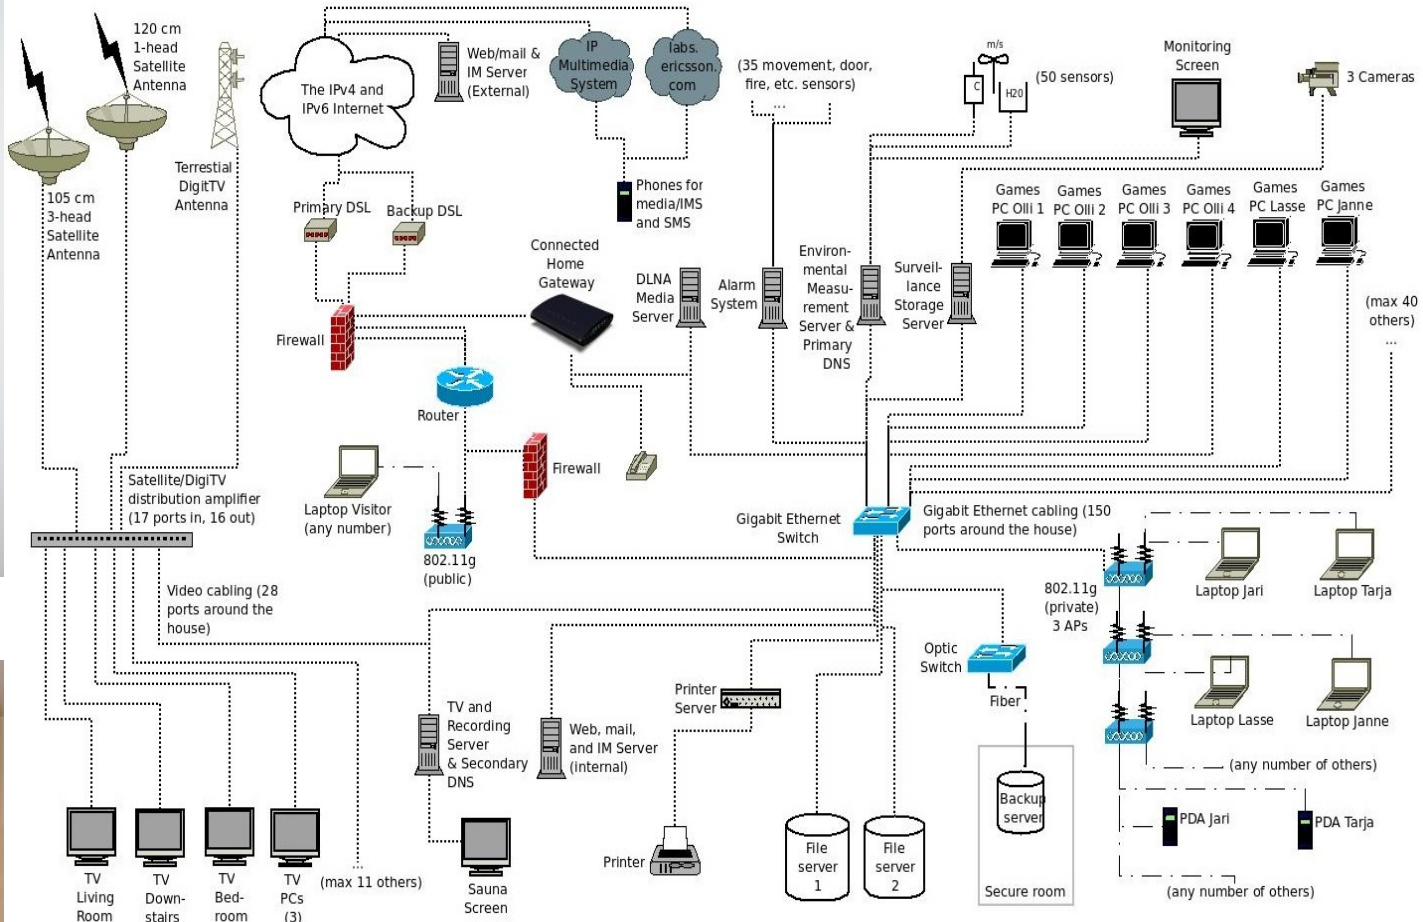 120 cm
1-head
Satellite
Antenna
105 cm
3-head
Satellite
Antenna
Terrestial
DigitTV
Antenna
The IPv4 and
IPv6 Internet
Web/mail &
IM Server
(External)
IP
Multimedia
System
labs.
ericsson.
com
(35 movement, door,
fire, etc. sensors)
...
m/s
C
H20
(50 sensors)
Monitoring
Screen
3 Cameras
Primary DSL
Backup DSL
Phones for
media/IMS
and SMS
Games
PC Olli 1
Games
PC Olli 2
Games
PC Olli 3
Games
PC Olli 4
Games
PC Lasse
Games
PC Janne
Connected
Home
Gateway
DLNA
Media
Server
Alarm
System
Environ-
mental
Measu-
rement
Server &
Primary
DNS
Surveil-
lance
Storage
Server
(max 40
others)
...
Firewall
Router
Firewall
Laptop Visitor
(any number)
802.11g
(public)
Satellite/DigiTV
distribution amplifier
(17 ports in, 16 out)
Gigabit Ethernet
Switch
Gigabit Ethernet cabling (150
ports around the house)
Video cabling (28
ports around the
house)
802.11g
(private)
3 APs
Laptop Jari
Laptop Tarja
Optic
Switch
Fiber
Laptop Lasse
Laptop Janne
Printer
Server
TV and
Recording
Server
& Secondary
DNS
Web, mail,
and IM Server
(internal)
(any number of others)
Backup
server
PDA Jari
PDA Tarja
Printer
File
server
1
File
server
2
Secure room
(any number of others)
TV
Living
Room
TV
Down-
stairs
TV
Bed-
room
TV
PCs
(3)
...
(max 11 others)
Sauna
Screen